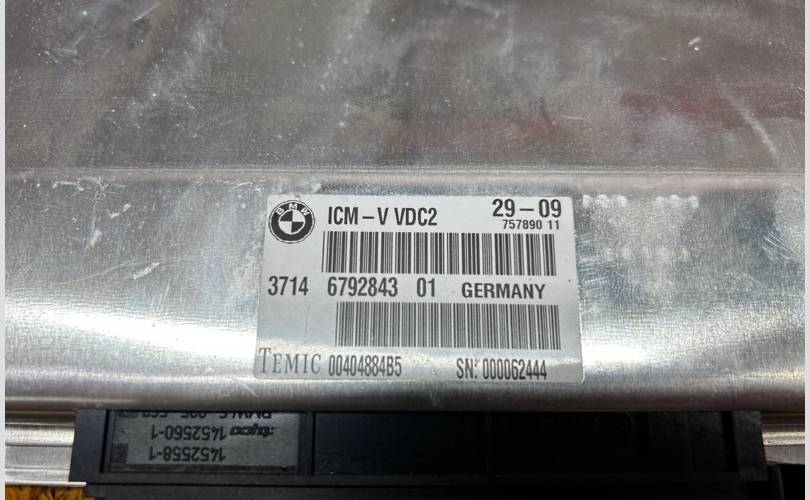 BMW
ICM-V VDC2
29-09
757890 11
3714 6792843 01 GERMANY
TEMIC 00404884B5 SN: 000062444
1452560-1
1452558-1